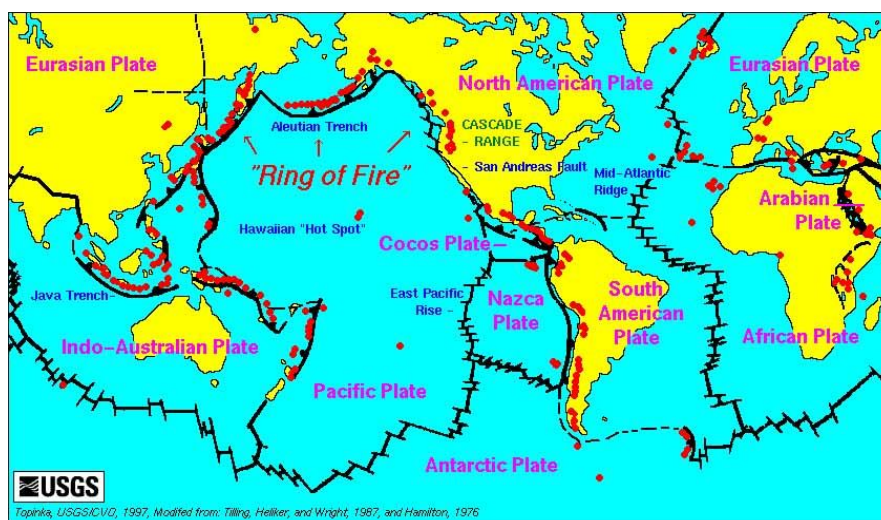 Eurasian Plate
North American Plate
Eurasian Plate
Aleutian Trench
CASCADE
- RANGE
"Ring of Fire"
- San Andreas Fault
Mid-Atlantic
Ridge
Arabian
Plate
Hawaiian "Hot Spot"
Cocos Plate
Java Trench-
East Pacific
Rise -
Nazca
Plate
South
American
Plate
Indo-Australian Plate
African Plate
Pacific Plate
Antarctic Plate
USGS
Topinka, USGS/CVO, 1997, Modifed from: Tilling, Heliker, and Wright, 1987, and Hamilton, 1976